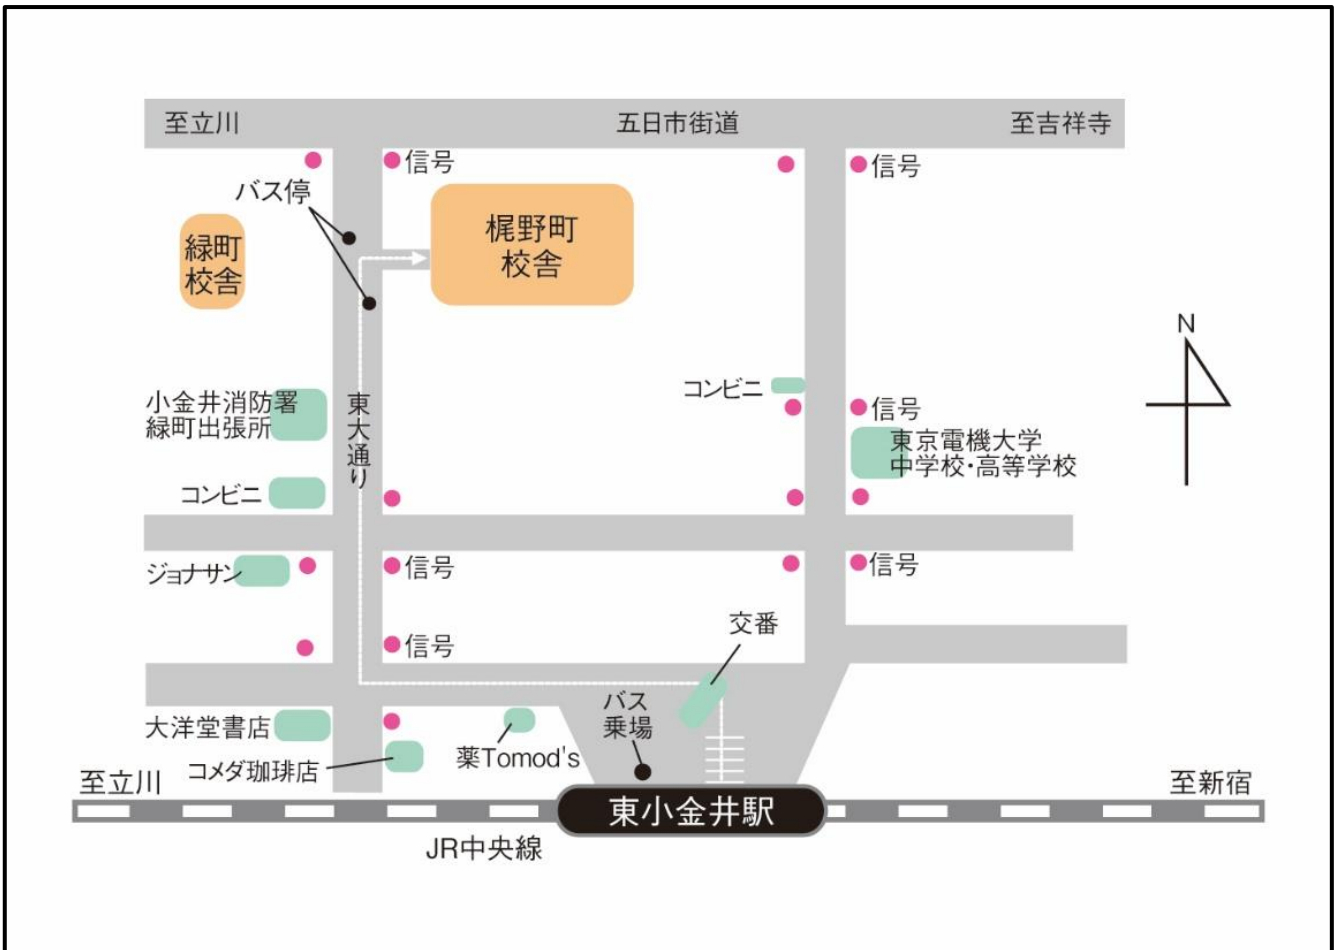 至立川
五日市街道
至吉祥寺
信号
信号
バス停
梶野町
校舎
緑町
校舎
N
コンビニ
小金井消防署
緑町出張所
東大通り
信号
東京電機大学
中学校・高等学校
コンビニ
ジョナサン
信号
信号
交番
信号
バス
乗場
大洋堂書店
薬Tomod's
コメダ珈琲店
至立川
至新宿
東小金井駅
JR中央線